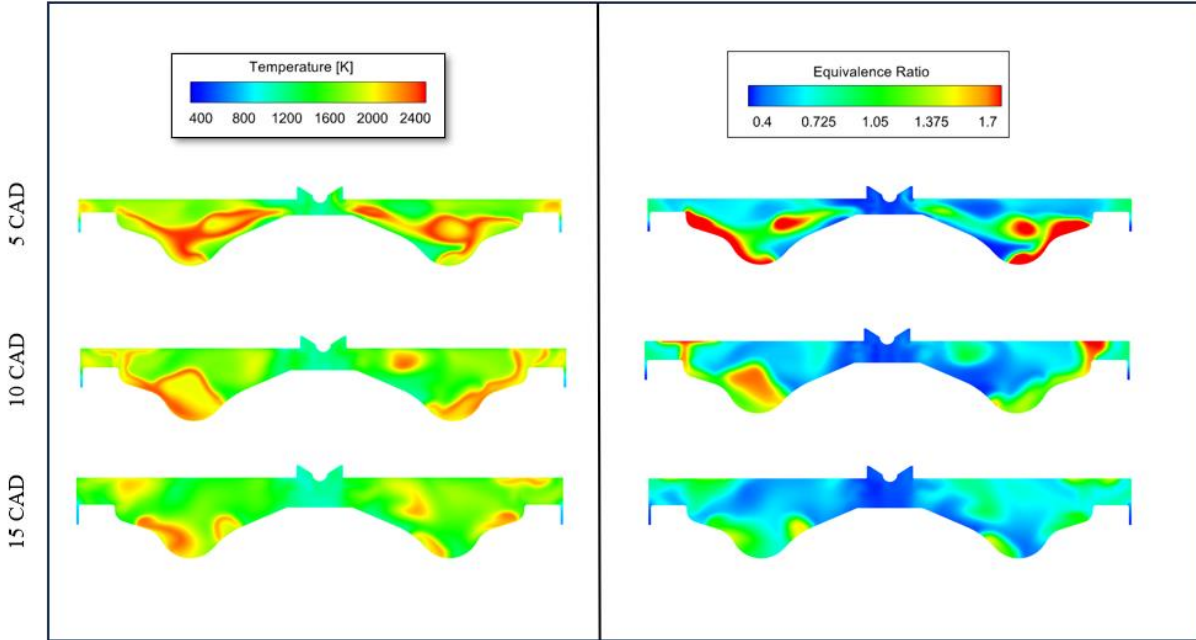 Temperature [K]
400 800 1200 1600 2000 2400
Equivalence Ratio
0.4 0.725 1.05 1.375 1.7
5 CAD
10 CAD
15 CAD